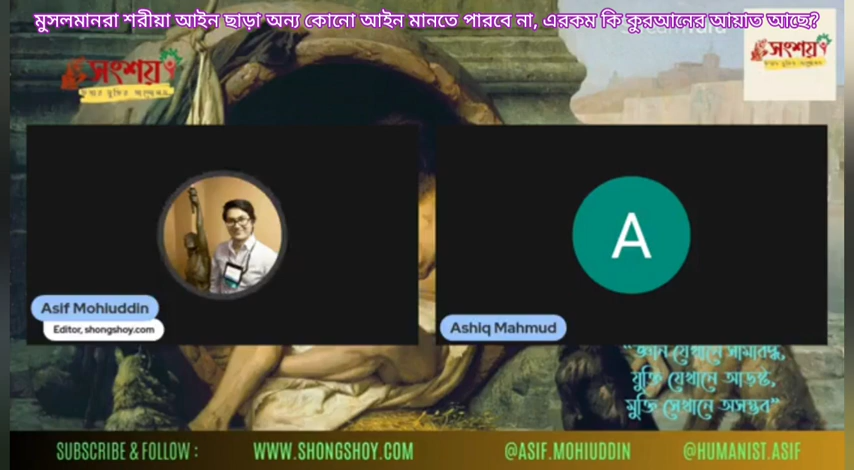 মুসলমানরা শরীয়া আইন ছাড়া অন্য কোনো আইন মানতে পারবে না, এরকম কি কুরআনের আয়াত আছে?
সংশয়
সংশয়
A
Asif Mohiuddin
Editor, shongshoy.com
Ashiq Mahmud
“জ্ঞান যেখানে সীমাবদ্ধ,
যুক্তি যেখানে আড়ষ্ট,
মুক্তি সেখানে অসম্ভব”
SUBSCRIBE & FOLLOW : WWW.SHONGSHOY.COM @ASIF.MOHIUDDIN @HUMANIST.ASIF